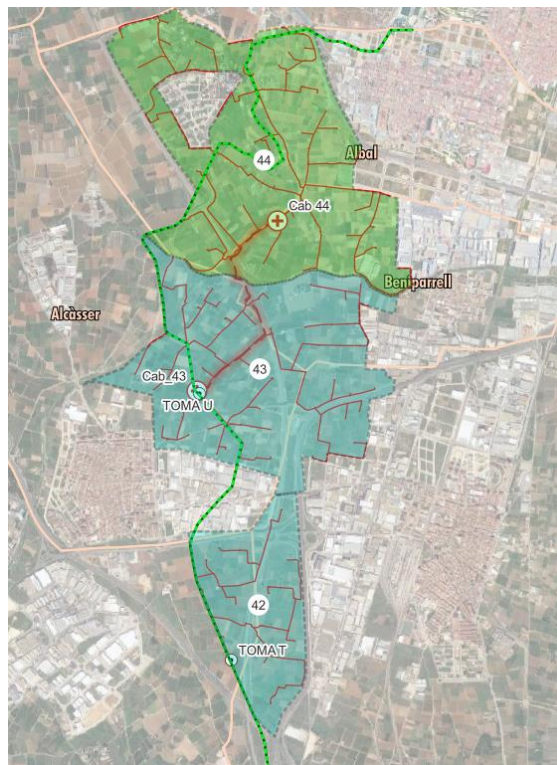 Albal
44
Cab 44
Beniparrell
Alcàsser
Cab_43
43
TOMA U
42
TOMA T